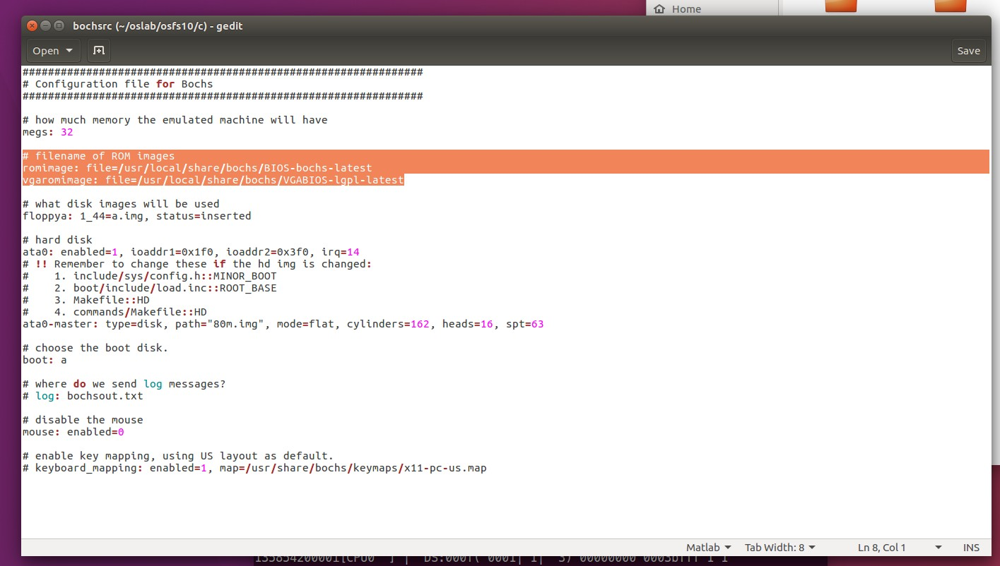 Home
bochsrc (~/oslab/osfs10/c) - gedit
Open
Save
###############################################################
# Configuration file for Bochs
###############################################################
# how much memory the emulated machine will have
megs: 32
# filename of ROM images
romimage: file=/usr/local/share/bochs/BIOS-bochs-latest
vgaromimage: file=/usr/local/share/bochs/VGABIOS-lgpl-latest
# what disk images will be used
floppya: 1_44=a.img, status=inserted
# hard disk
ata0: enabled=1, ioaddr1=0x1f0, ioaddr2=0x3f0, irq=14
# !! Remember to change these if the hd img is changed:
#    1. include/sys/config.h::MINOR_BOOT
#    2. boot/include/load.inc::ROOT_BASE
#    3. Makefile::HD
#    4. commands/Makefile::HD
ata0-master: type=disk, path="80m.img", mode=flat, cylinders=162, heads=16, spt=63
# choose the boot disk.
boot: a
# where do we send log messages?
# log: bochsout.txt
# disable the mouse
mouse: enabled=0
# enable key mapping, using US layout as default.
# keyboard_mapping: enabled=1, map=/usr/share/bochs/keymaps/x11-pc-us.map
Matlab Tab Width: 8 Ln 8, Col 1 INS